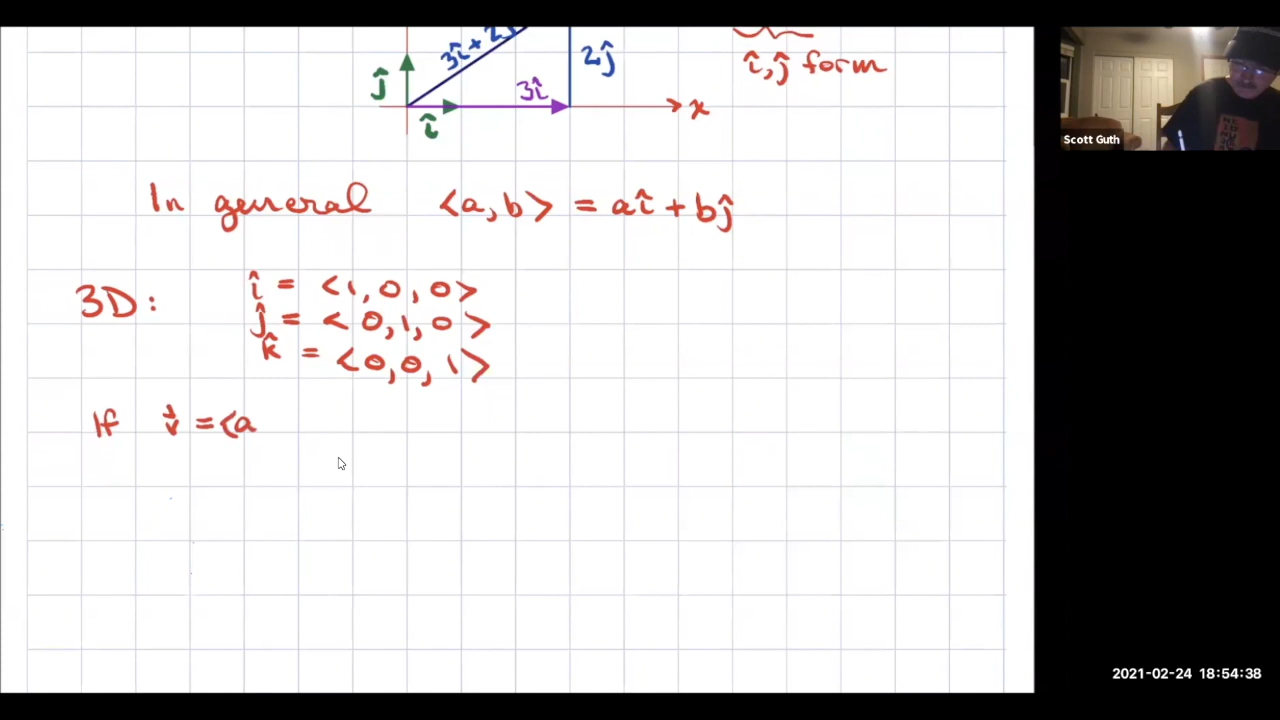 3î + 2ĵ
2ĵ
î, ĵ form
ĵ
3î
î
x
Scott Guth
In general <a, b> = aî + bĵ
3D: î = <1, 0, 0>
ĵ = <0, 1, 0>
k̂ = <0, 0, 1>
If v⃗ = <a
2021-02-24 18:54:38